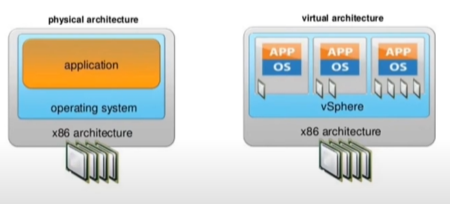 physical architecture
application
operating system
x86 architecture
virtual architecture
APP APP APP
OS OS OS
vSphere
x86 architecture